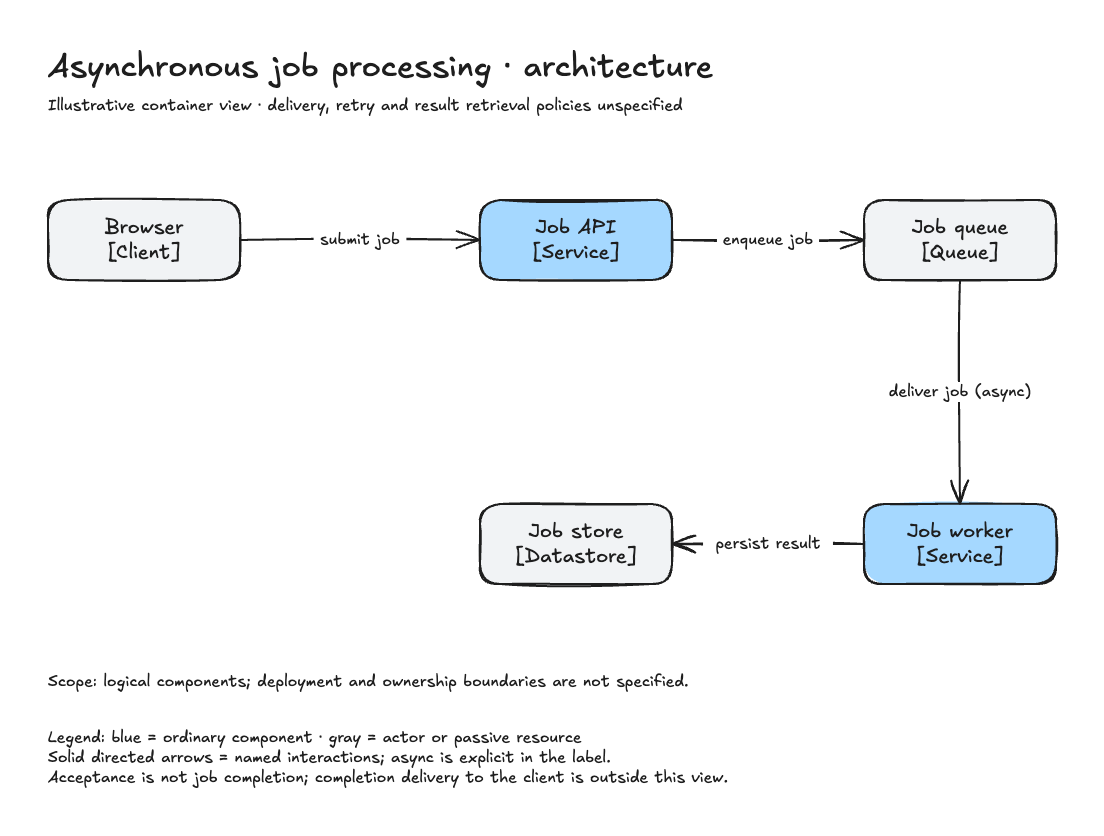 Asynchronous job processing · architecture
Illustrative container view · delivery, retry and result retrieval policies unspecified
Browser
[Client]
submit job
Job API
[Service]
enqueue job
Job queue
[Queue]
deliver job (async)
Job store
[Datastore]
persist result
Job worker
[Service]
Scope: logical components; deployment and ownership boundaries are not specified.
Legend: blue = ordinary component · gray = actor or passive resource
Solid directed arrows = named interactions; async is explicit in the label.
Acceptance is not job completion; completion delivery to the client is outside this view.